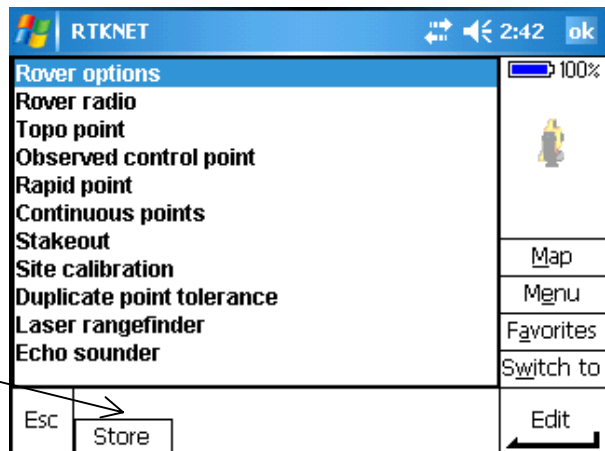 RTKNET 2:42 ok
Rover options
100%
Rover radio
Topo point
Observed control point
Rapid point
Continuous points
Stakeout
Site calibration
Duplicate point tolerance
Laser rangefinder
Echo sounder
Map
Menu
Favorites
Switch to
Esc
Store
Edit